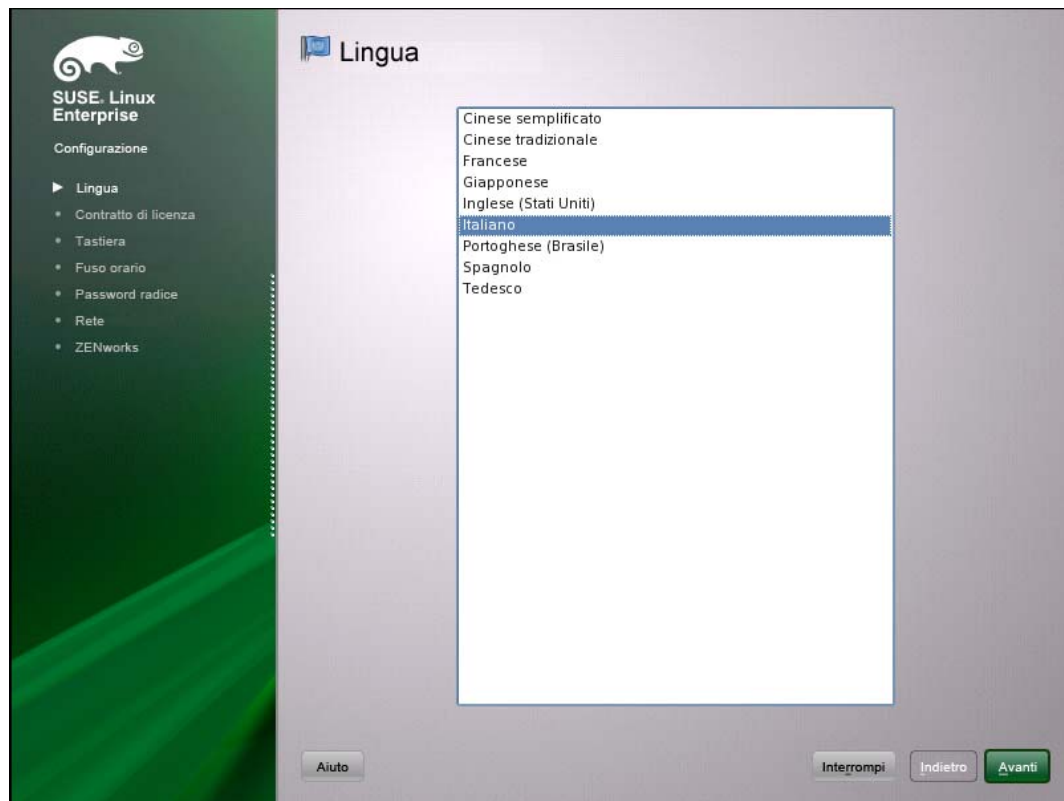 SUSE® Linux
Enterprise
Configurazione
Lingua
Contratto di licenza
Tastiera
Fuso orario
Password radice
Rete
ZENworks
Lingua
Cinese semplificato
Cinese tradizionale
Francese
Giapponese
Inglese (Stati Uniti)
Italiano
Portoghese (Brasile)
Spagnolo
Tedesco
Aiuto
Interrompi
Indietro
Avanti